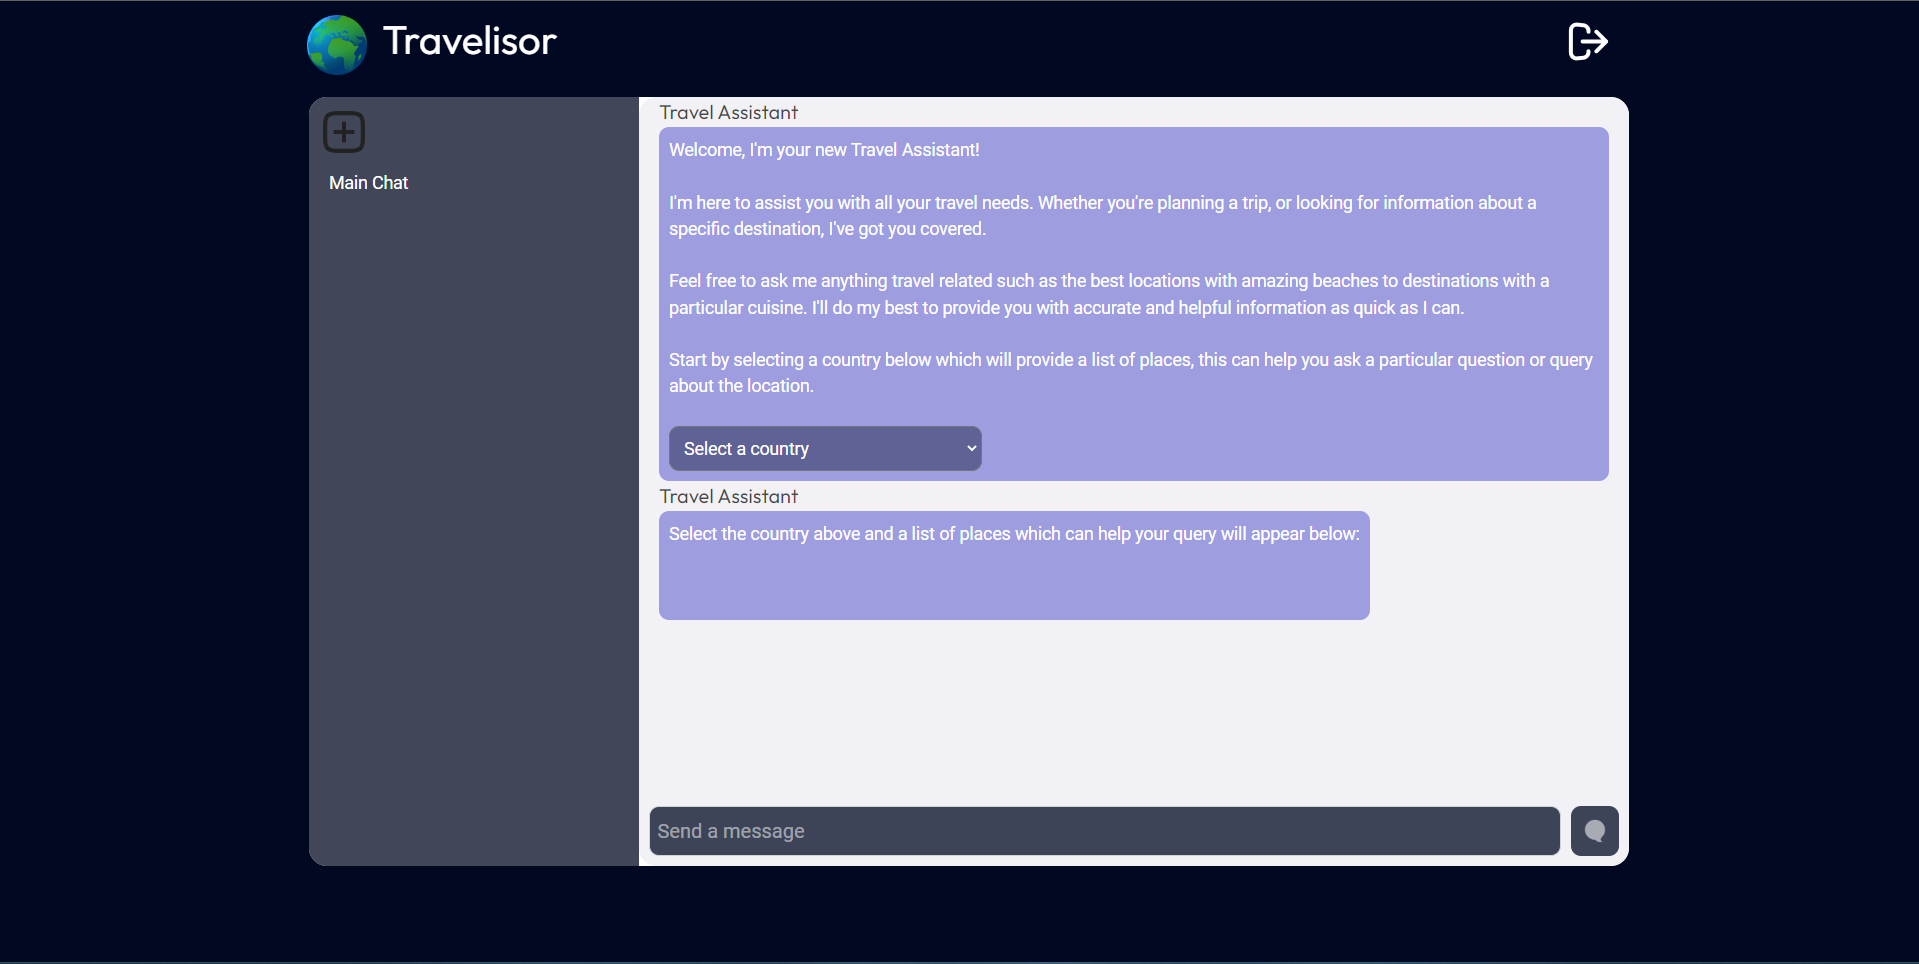 Travelisor
Main Chat
Travel Assistant
Welcome, I'm your new Travel Assistant!
I'm here to assist you with all your travel needs. Whether you're planning a trip, or looking for information about a
specific destination, I've got you covered.
Feel free to ask me anything travel related such as the best locations with amazing beaches to destinations with a
particular cuisine. I'll do my best to provide you with accurate and helpful information as quick as I can.
Start by selecting a country below which will provide a list of places, this can help you ask a particular question or query
about the location.
Select a country
Travel Assistant
Select the country above and a list of places which can help your query will appear below:
Send a message